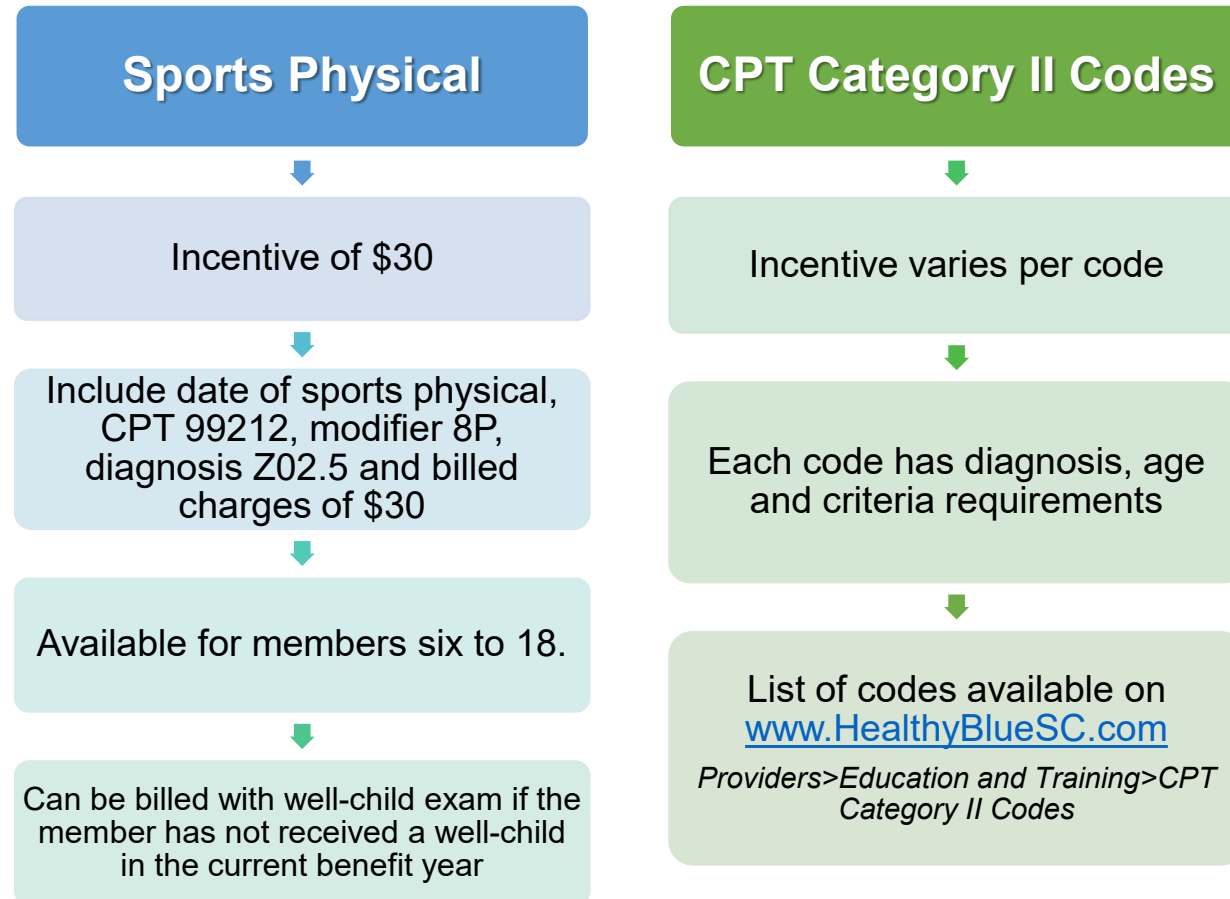 Sports Physical
Incentive of $30
Include date of sports physical,
CPT 99212, modifier 8P,
diagnosis Z02.5 and billed
charges of $30
Available for members six to 18.
Can be billed with well-child exam if the
member has not received a well-child
in the current benefit year
CPT Category II Codes
Incentive varies per code
Each code has diagnosis, age
and criteria requirements
List of codes available on
www.HealthyBlueSC.com
Providers>Education and Training>CPT
Category II Codes